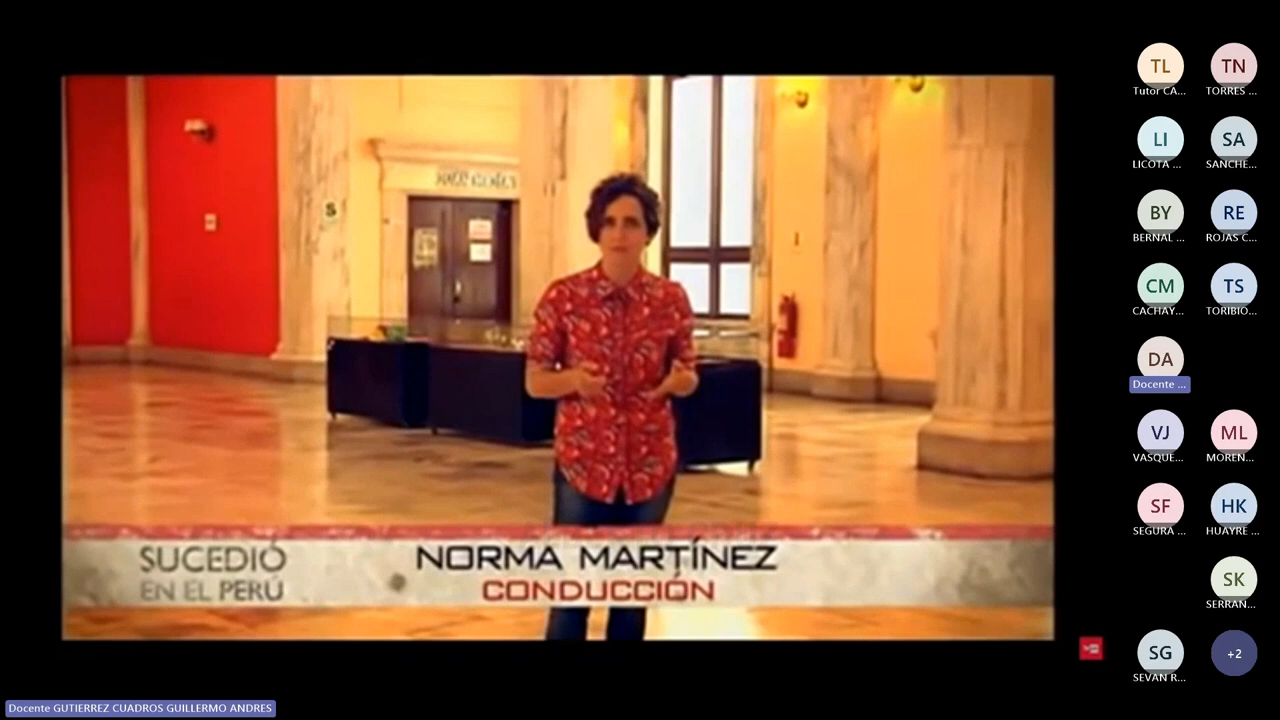 S
SUCEDIÓ
EN EL PERÚ
NORMA MARTÍNEZ
CONDUCCIÓN
TL
Tutor CA...
TN
TORRES ...
LI
LICOTA ...
SA
SANCHE...
BY
BERNAL ...
RE
ROJAS C...
CM
CACHAY...
TS
TORIBIO...
DA
Docente ...
VJ
VASQUE...
ML
MOREN...
SF
SEGURA ...
HK
HUAYRE ...
SK
SERRAN...
SG
SEVAN R...
+2
Docente GUTIERREZ CUADROS GUILLERMO ANDRES